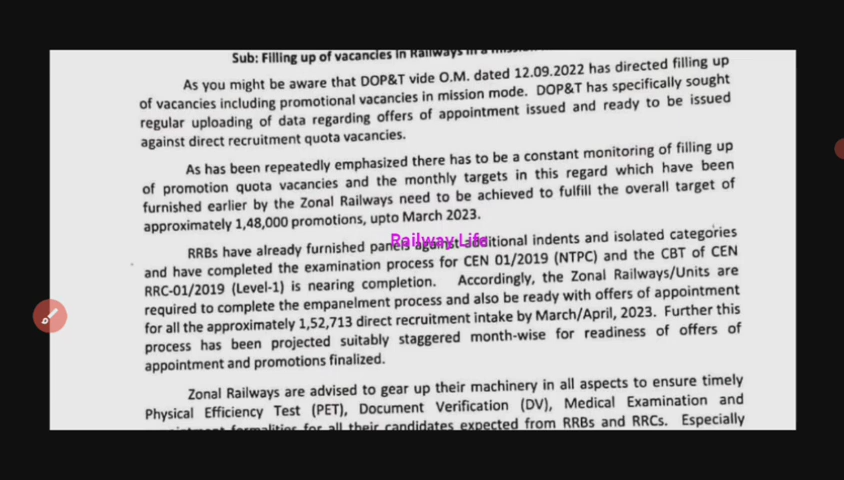 Sub: Filling up of vacancies in Railways in a
As you might be aware that DOP&T vide O.M. dated 12.09.2022 has directed filling up
of vacancies including promotional vacancies in mission mode. DOP&T has specifically sought
regular uploading of data regarding offers of appointment issued and ready to be issued
against direct recruitment quota vacancies.
As has been repeatedly emphasized there has to be a constant monitoring of filling up
of promotion quota vacancies and the monthly targets in this regard which have been
furnished earlier by the Zonal Railways need to be achieved to fulfill the overall target of
approximately 1,48,000 promotions, upto March 2023.
Railway Life
RRBs have already furnished panels against additional indents and isolated categories
and have completed the examination process for CEN 01/2019 (NTPC) and the CBT of CEN
RRC-01/2019 (Level-1) is nearing completion. Accordingly, the Zonal Railways/Units are
required to complete the empanelment process and also be ready with offers of appointment
for all the approximately 1,52,713 direct recruitment intake by March/April, 2023. Further this
process has been projected suitably staggered month-wise for readiness of offers of
appointment and promotions finalized.
Zonal Railways are advised to gear up their machinery in all aspects to ensure timely
Physical Efficiency Test (PET), Document Verification (DV), Medical Examination and
formalities for all their candidates expected from RRBs and RRCs. Especially